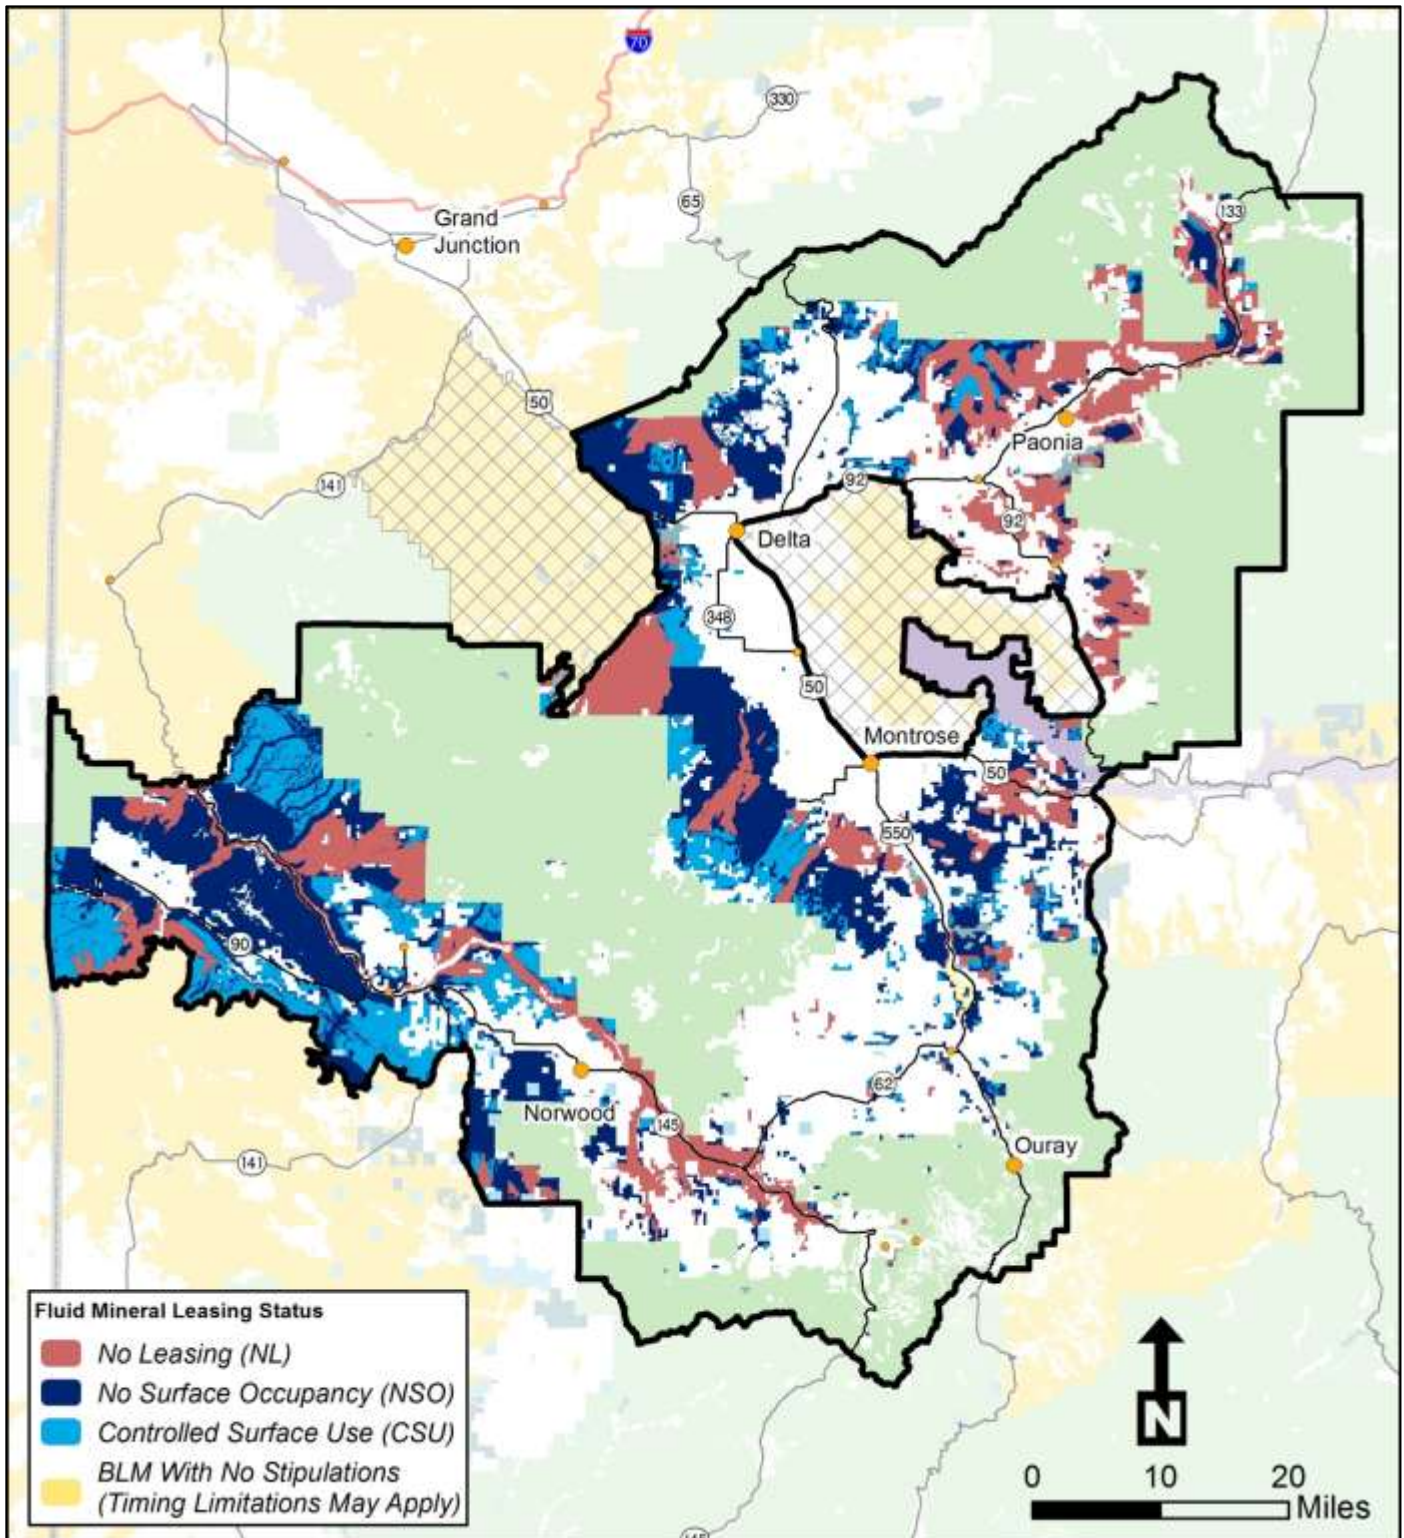 70
330
65
133
Grand
Junction
50
141
Paonia
92
92
Delta
348
50
Montrose
50
550
90
62
Norwood
145
141
Ouray
Fluid Mineral Leasing Status
No Leasing (NL)
No Surface Occupancy (NSO)
Controlled Surface Use (CSU)
BLM With No Stipulations
(Timing Limitations May Apply)
N
0 10 20
Miles